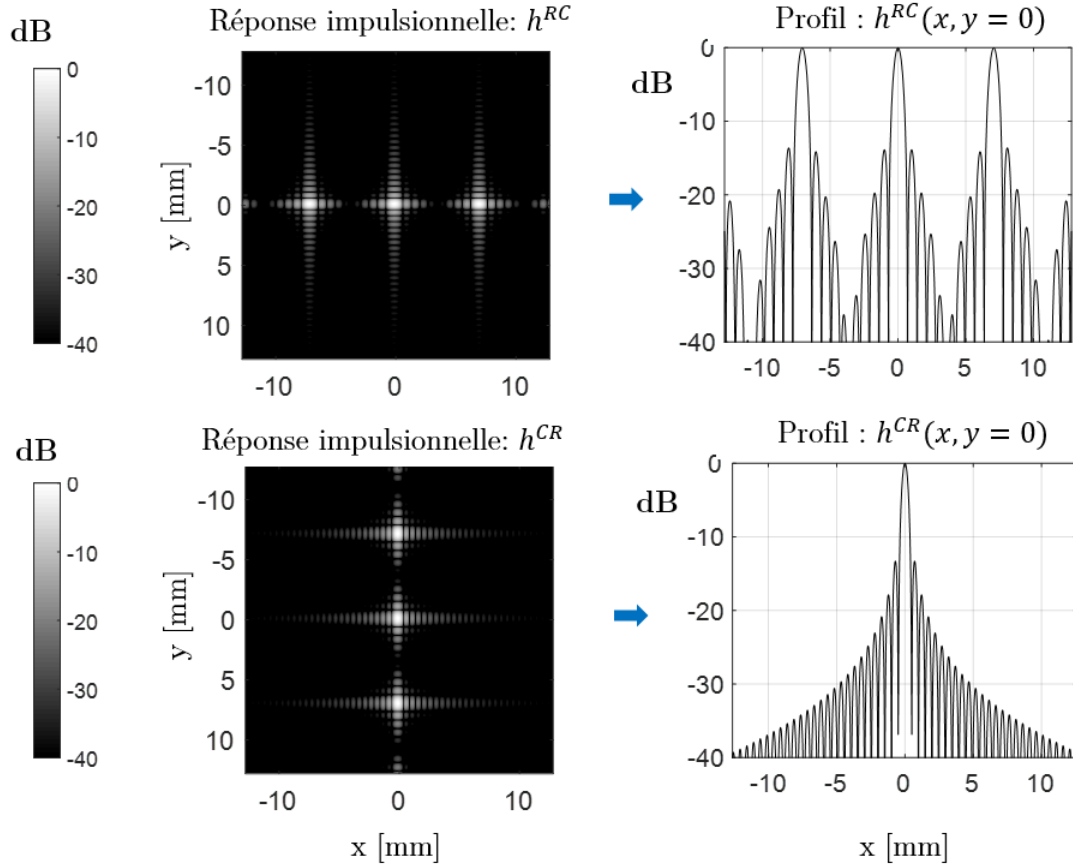 dB
Réponse impulsionnelle: h^{RC}
Profil : h^{RC}(x, y = 0)
0
-10
-20
-30
-40
y [mm]
-10
-5
0
5
10
-10 0 10
dB
0
-10
-20
-30
-40
-10 -5 0 5 10
dB
Réponse impulsionnelle: h^{CR}
Profil : h^{CR}(x, y = 0)
0
-10
-20
-30
-40
y [mm]
-10
-5
0
5
10
-10 0 10
x [mm]
dB
0
-10
-20
-30
-40
-10 -5 0 5 10
x [mm]